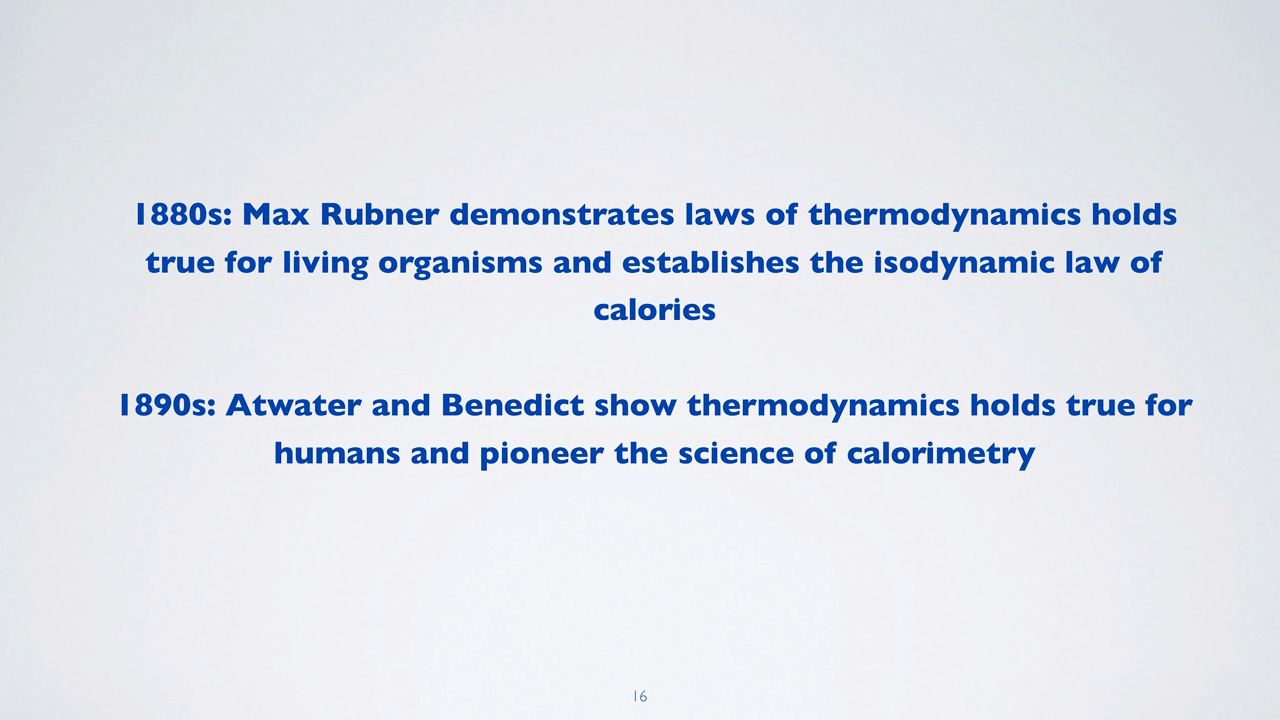 1880s: Max Rubner demonstrates laws of thermodynamics holds
true for living organisms and establishes the isodynamic law of
calories
1890s: Atwater and Benedict show thermodynamics holds true for
humans and pioneer the science of calorimetry
16